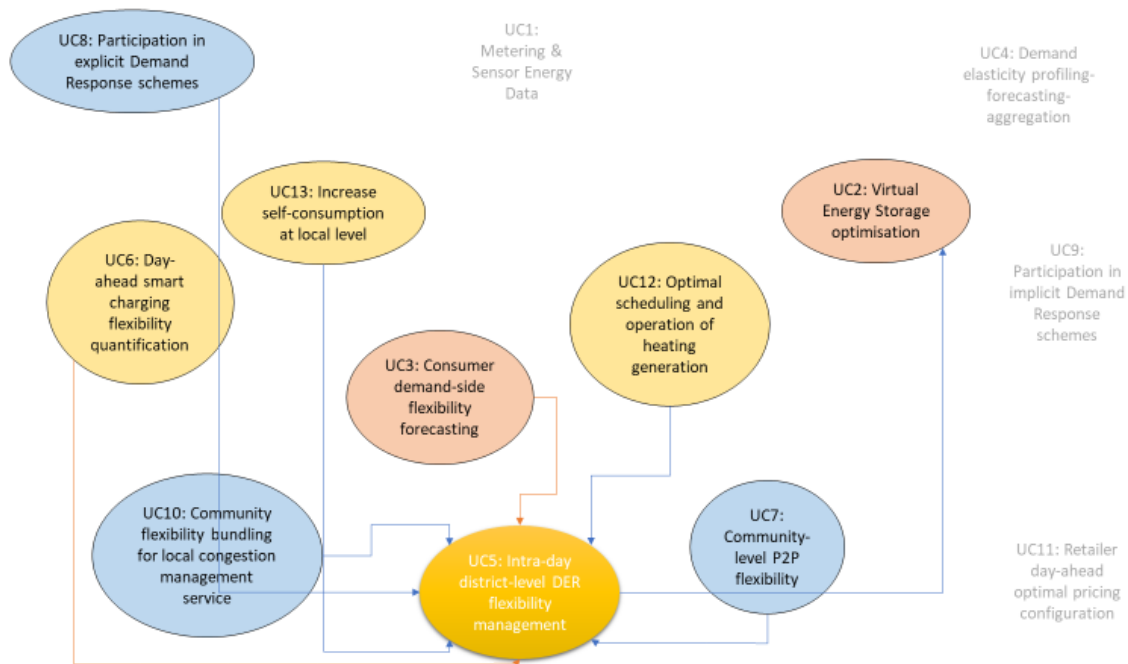 UC8: Participation in
explicit Demand
Response schemes
UC1:
Metering &
Sensor Energy
Data
UC4: Demand
elasticity profiling-
forecasting-
aggregation
UC13: Increase
self-consumption
at local level
UC2: Virtual
Energy Storage
optimisation
UC6: Day-
ahead smart
charging
flexibility
quantification
UC12: Optimal
scheduling and
operation of
heating
generation
UC9:
Participation in
implicit Demand
Response
schemes
UC3: Consumer
demand-side
flexibility
forecasting
UC10: Community
flexibility bundling
for local congestion
management
service
UC5: Intra-day
district-level DER
flexibility
management
UC7:
Community-
level P2P
flexibility
UC11: Retailer
day-ahead
optimal pricing
configuration